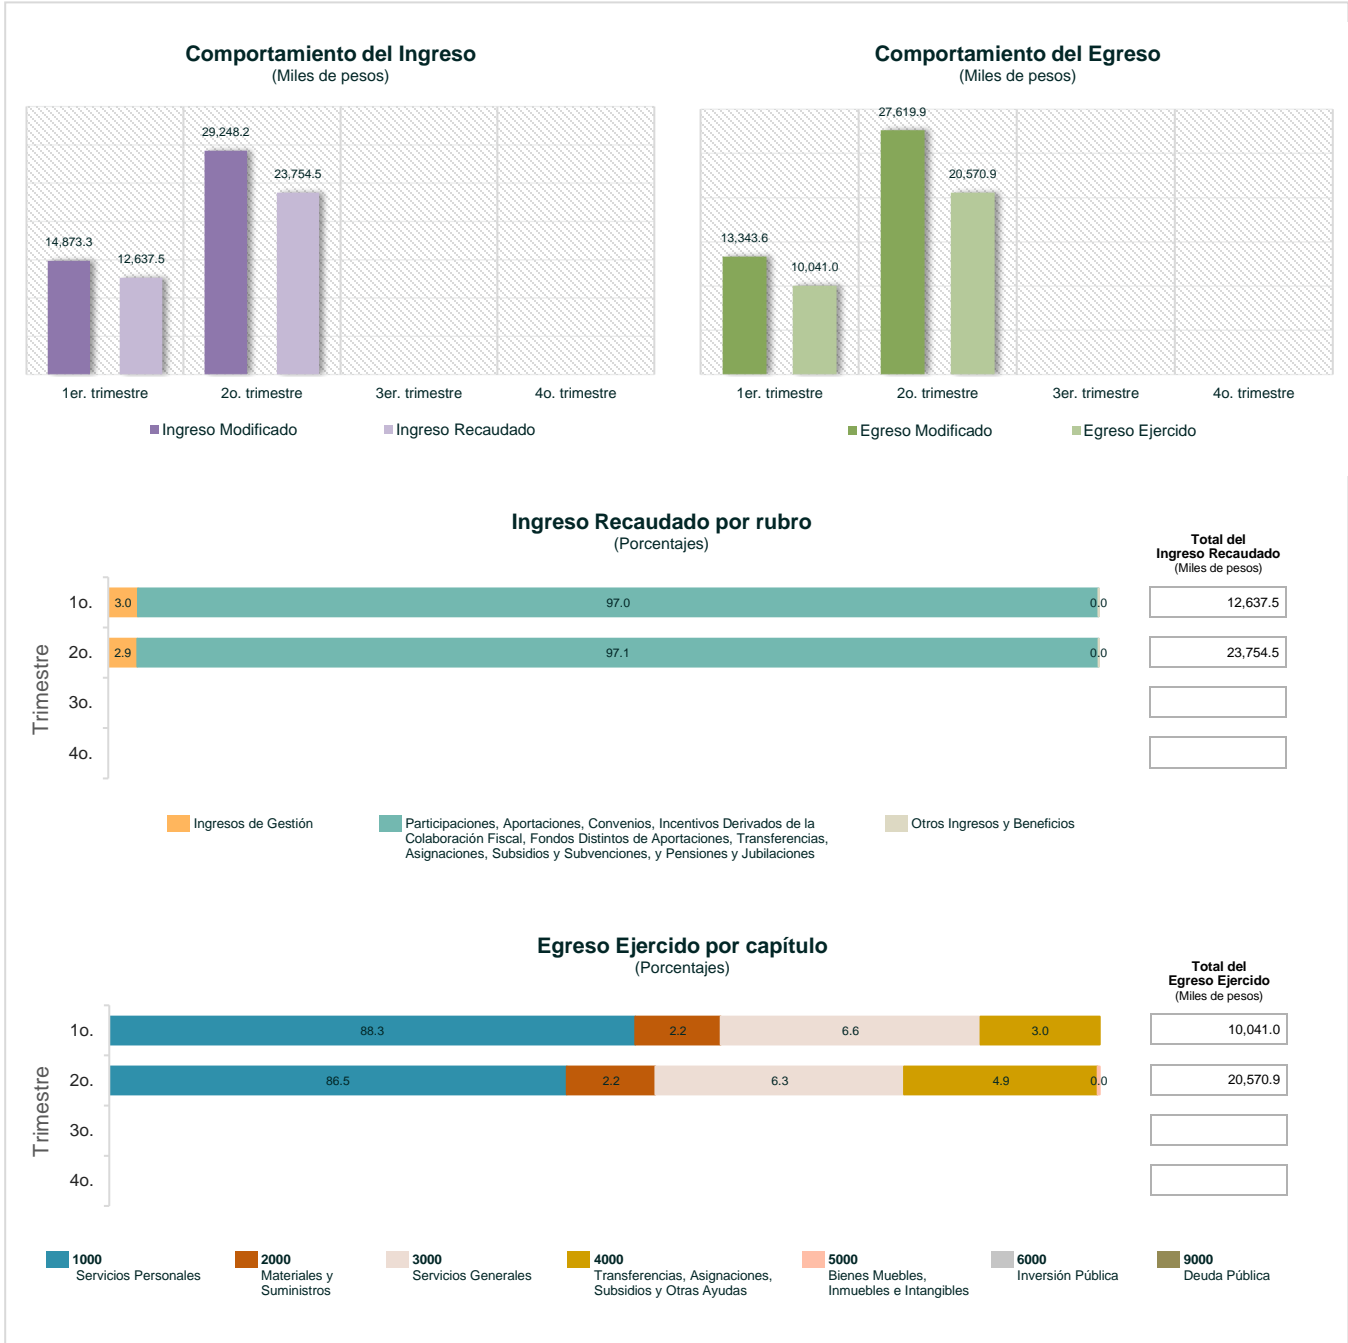 Comportamiento del Ingreso
(Miles de pesos)
29,248.2
23,754.5
14,873.3
12,637.5
1er. trimestre
2o. trimestre
3er. trimestre
4o. trimestre
Ingreso Modificado
Ingreso Recaudado
Comportamiento del Egreso
(Miles de pesos)
27,619.9
20,570.9
13,343.6
10,041.0
1er. trimestre
2o. trimestre
3er. trimestre
4o. trimestre
Egreso Modificado
Egreso Ejercido
Ingreso Recaudado por rubro
(Porcentajes)
Total del
Ingreso Recaudado
(Miles de pesos)
Trimestre
1o.
3.0
97.0
0.0
12,637.5
2o.
2.9
97.1
0.0
23,754.5
3o.
4o.
Ingresos de Gestión
Participaciones, Aportaciones, Convenios, Incentivos Derivados de la
Colaboración Fiscal, Fondos Distintos de Aportaciones, Transferencias,
Asignaciones, Subsidios y Subvenciones, y Pensiones y Jubilaciones
Otros Ingresos y Beneficios
Egreso Ejercido por capítulo
(Porcentajes)
Total del
Egreso Ejercido
(Miles de pesos)
Trimestre
1o.
88.3
2.2
6.6
3.0
10,041.0
2o.
86.5
2.2
6.3
4.9
0.0
20,570.9
3o.
4o.
1000
Servicios Personales
2000
Materiales y
Suministros
3000
Servicios Generales
4000
Transferencias, Asignaciones,
Subsidios y Otras Ayudas
5000
Bienes Muebles,
Inmuebles e Intangibles
6000
Inversión Pública
9000
Deuda Pública